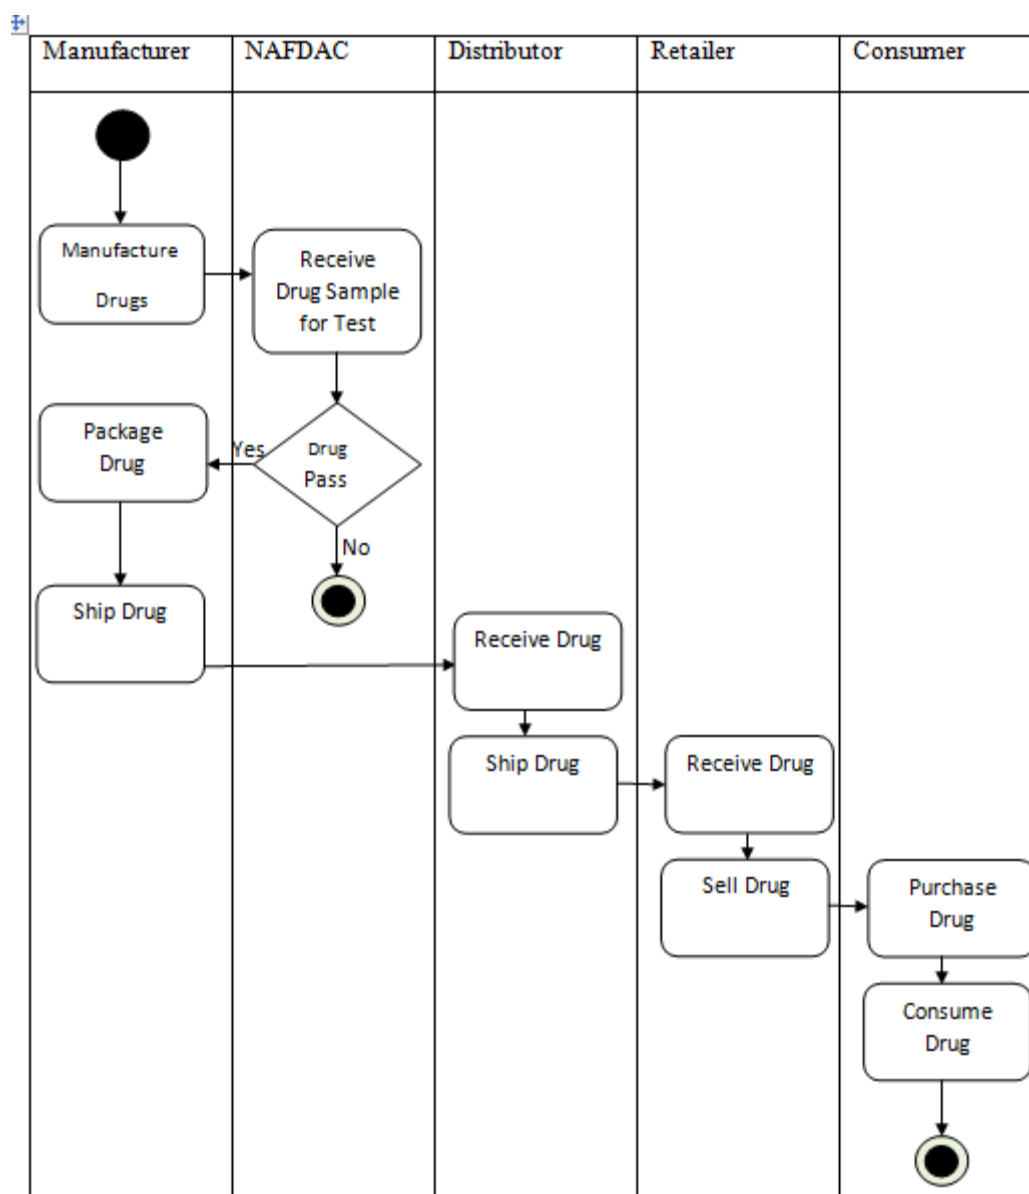 Manufacturer
NAFDAC
Distributor
Retailer
Consumer
Manufacture
Drugs
Receive
Drug Sample
for Test
Package
Drug
Yes
Drug
Pass
No
Ship Drug
Receive Drug
Ship Drug
Receive Drug
Sell Drug
Purchase
Drug
Consume
Drug